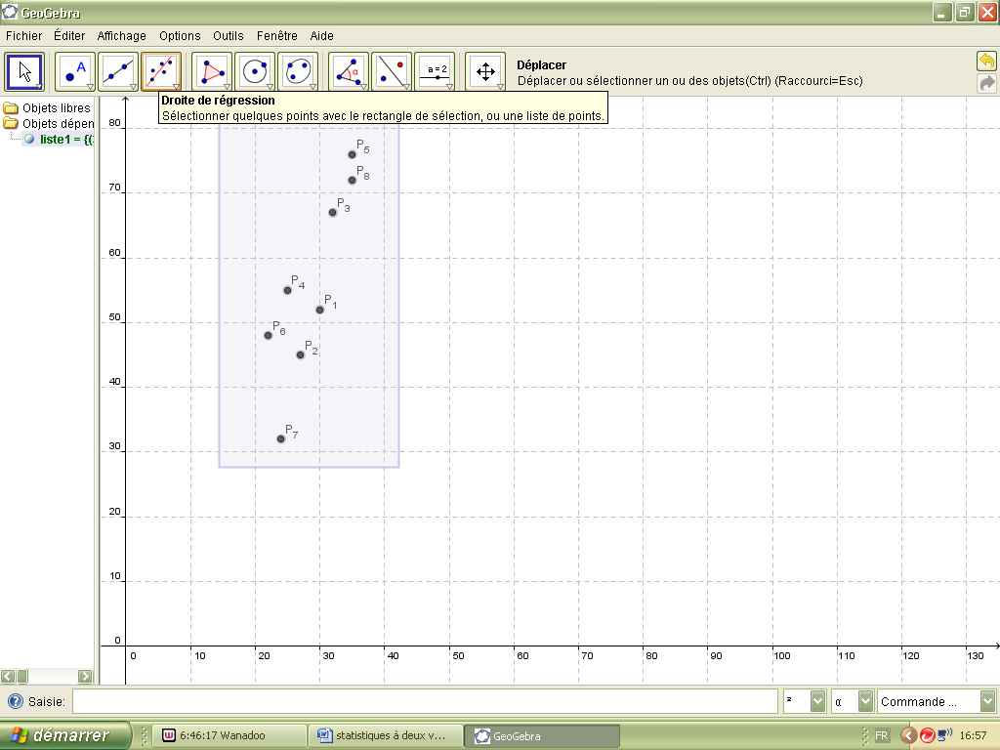 GeoGebra
Fichier Éditer Affichage Options Outils Fenêtre Aide
A
α
a = 2
Déplacer
Déplacer ou sélectionner un ou des objets(Ctrl) (Raccourci=Esc)
Droite de régression
Sélectionner quelques points avec le rectangle de sélection, ou une liste de points.
Objets libres
Objets dépen
liste1 = {(
80
P5
P8
70
P3
60
P4
P1
50
P6
P2
40
P7
30
20
10
0
0 10 20 30 40 50 60 70 80 90 100 110 120 130
Saisie:
² α Commande ...
démarrer 6:46:17 Wanadoo statistiques à deux v... GeoGebra FR 16:57